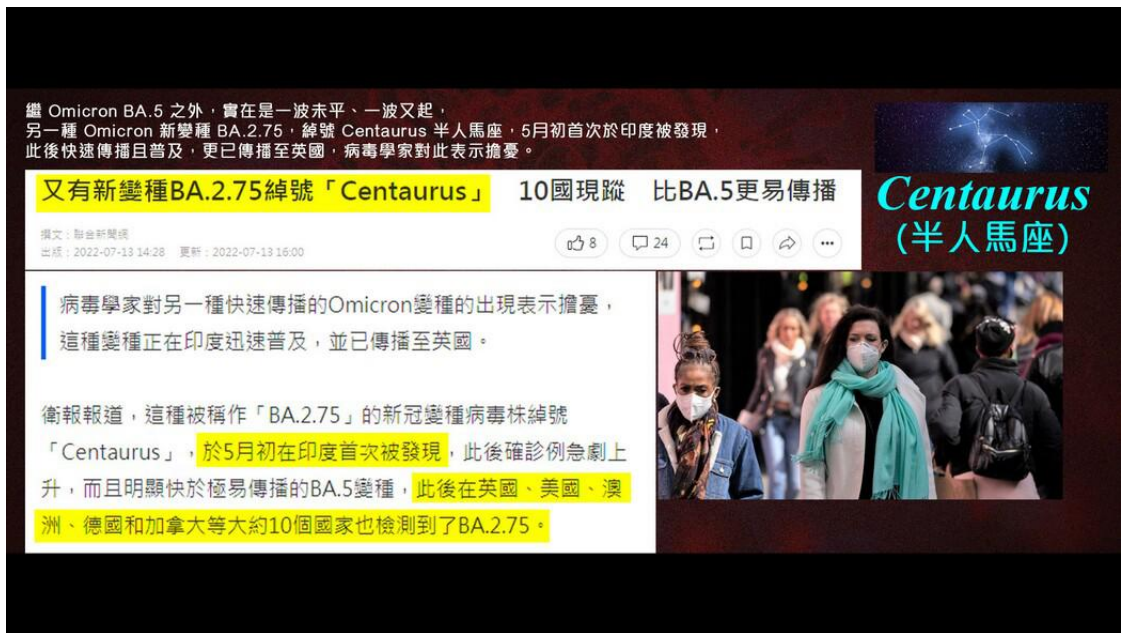 繼 Omicron BA.5 之外，實在是一波未平、一波又起，
另一種 Omicron 新變種 BA.2.75，綽號 Centaurus 半人馬座，5月初首次於印度被發現，
此後快速傳播且普及，更已傳播至英國，病毒學家對此表示擔憂。
又有新變種BA.2.75綽號「Centaurus」 10國現蹤 比BA.5更易傳播
撰文：聯合新聞網
出版：2022-07-13 14:28 更新：2022-07-13 16:00
8 24
Centaurus
(半人馬座)
病毒學家對另一種快速傳播的Omicron變種的出現表示擔憂，
這種變種正在印度迅速普及，並已傳播至英國。
衛報報道，這種被稱作「BA.2.75」的新冠變種病毒株綽號
「Centaurus」，於5月初在印度首次被發現，此後確診例急劇上
升，而且明顯快於極易傳播的BA.5變種，此後在英國、美國、澳
洲、德國和加拿大等大約10個國家也檢測到了BA.2.75。